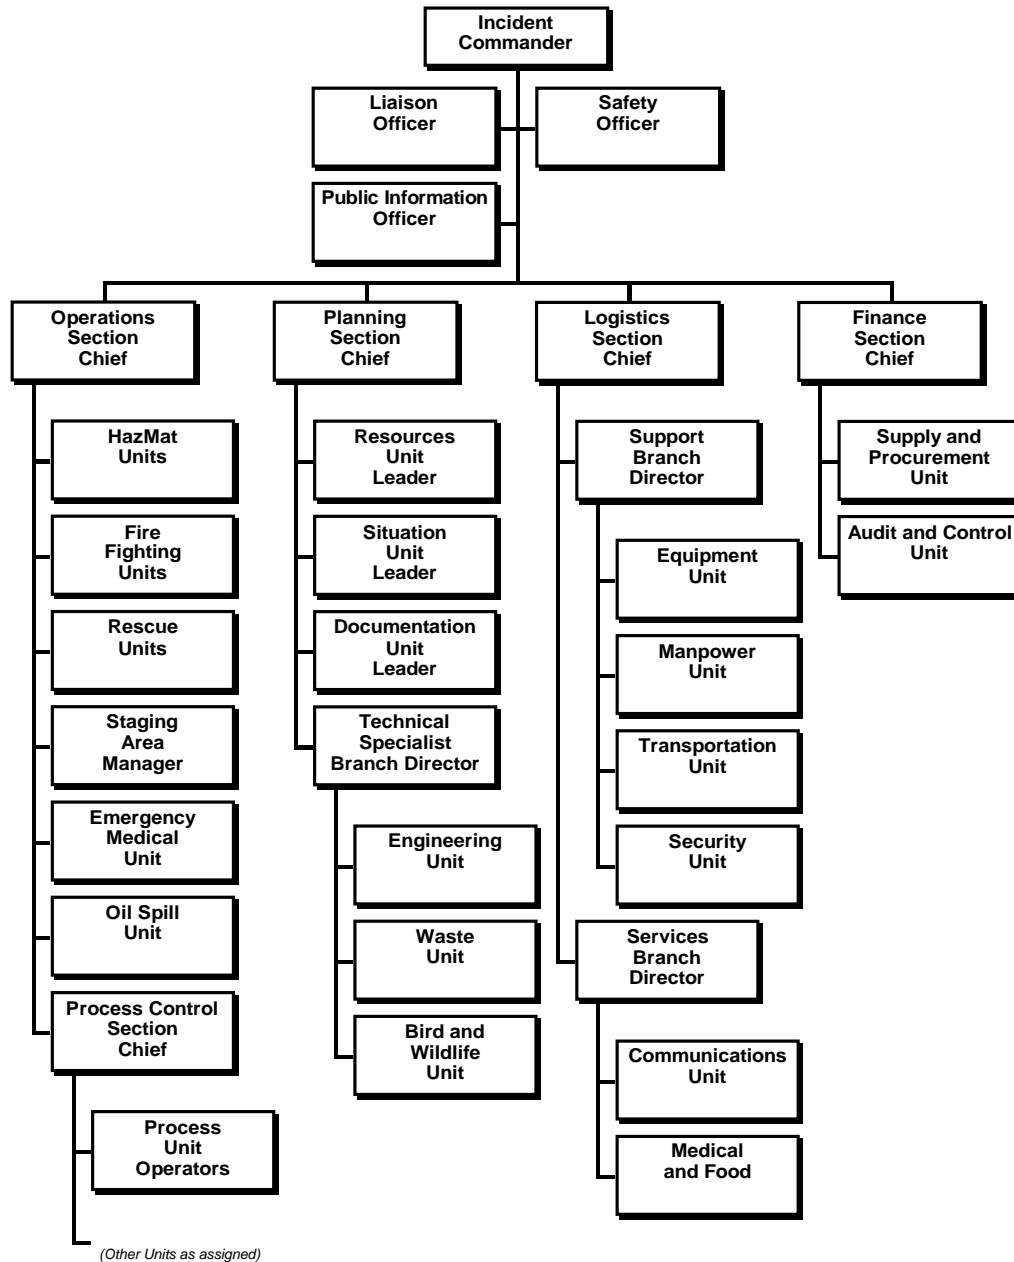 Incident
Commander
Liaison
Officer
Safety
Officer
Public Information
Officer
Operations
Section
Chief
HazMat
Units
Fire
Fighting
Units
Rescue
Units
Staging
Area
Manager
Emergency
Medical
Unit
Oil Spill
Unit
Process Control
Section
Chief
Process
Unit
Operators
(Other Units as assigned)
Planning
Section
Chief
Resources
Unit
Leader
Situation
Unit
Leader
Documentation
Unit
Leader
Technical
Specialist
Branch Director
Engineering
Unit
Waste
Unit
Bird and
Wildlife
Unit
Logistics
Section
Chief
Support
Branch
Director
Equipment
Unit
Manpower
Unit
Transportation
Unit
Security
Unit
Services
Branch
Director
Communications
Unit
Medical
and Food
Finance
Section
Chief
Supply and
Procurement
Unit
Audit and Control
Unit